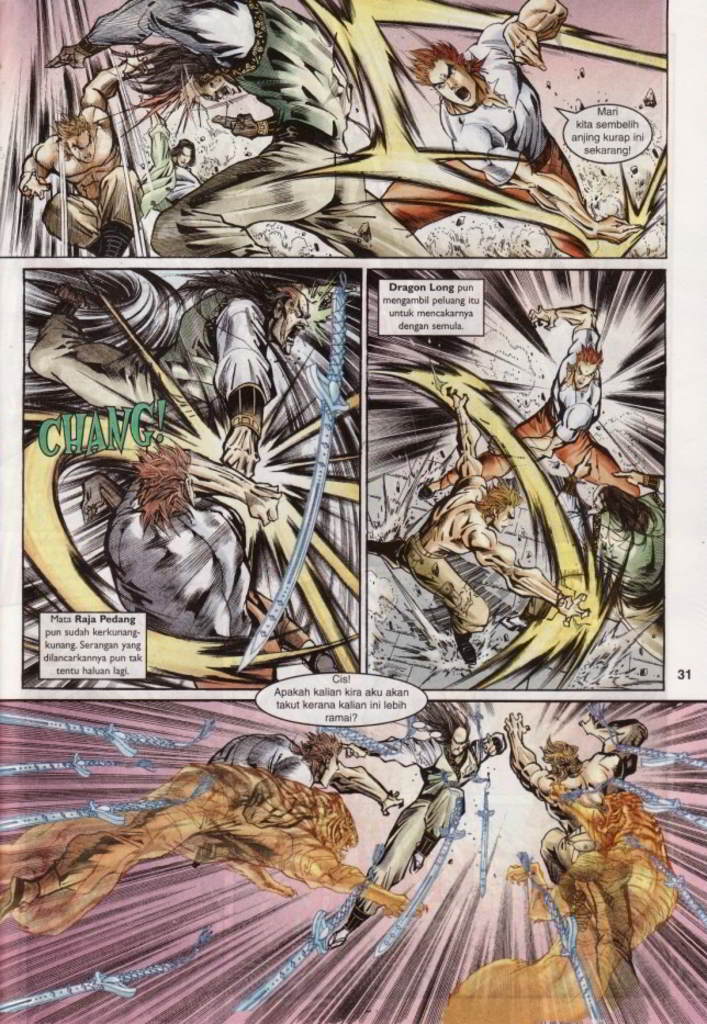 Mari
kita sembelih
anjing kurap ini
sekarang!
CHANG!
Mata Raja Pedang
pun sudah kerkunang-
kunang. Serangan yang
dilancarkannya pun tak
tentu haluan lagi.
Dragon Long pun
mengambil peluang itu
untuk mencakarnya
dengan semula.
31
Cis!
Apakah kalian kira aku akan
takut kerana kalian ini lebih
ramai?